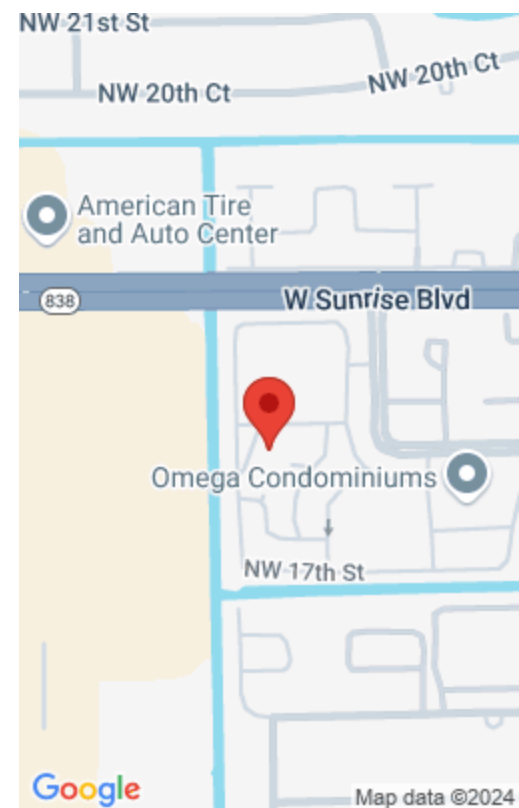 NW 21st St
NW 20th Ct
NW 20th Ct
American Tire
and Auto Center
838
W Sunrise Blvd
Omega Condominiums
NW 17th St
Google
Map data ©2024